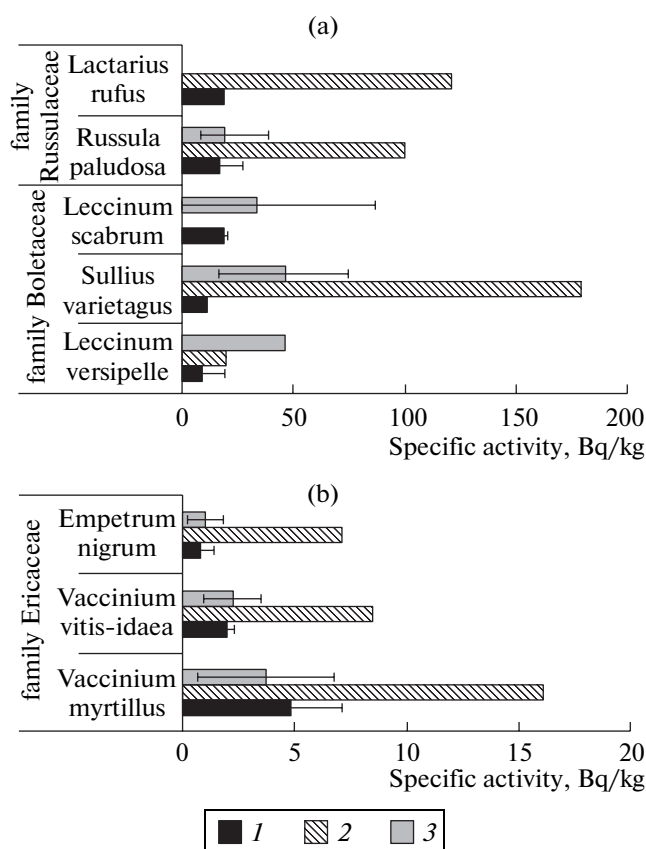 (a)
family
Russulaceae
Lactarius
rufus
Russula
paludosa
family Boletaceae
Leccinum
scabrum
Sullius
varietagus
Leccinum
versipelle
0 50 100 150 200
Specific activity, Bq/kg
(b)
family Ericaceae
Empetrum
nigrum
Vaccinium
vitis-idaea
Vaccinium
myrtillus
0 5 10 15 20
Specific activity, Bq/kg
1 2 3